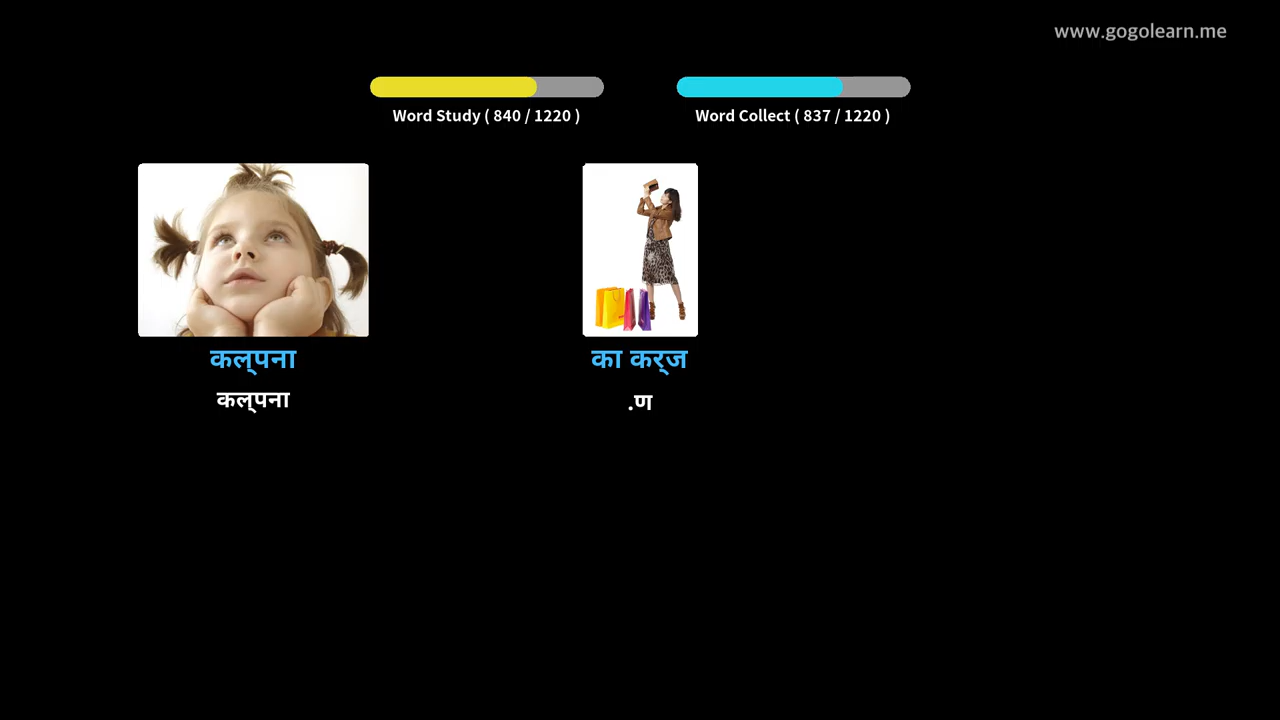 www.gogolearn.me
Word Study ( 840 / 1220 )
Word Collect ( 837 / 1220 )
कल्‌पना
कल्‌पना
का कर्‌ज
.ण